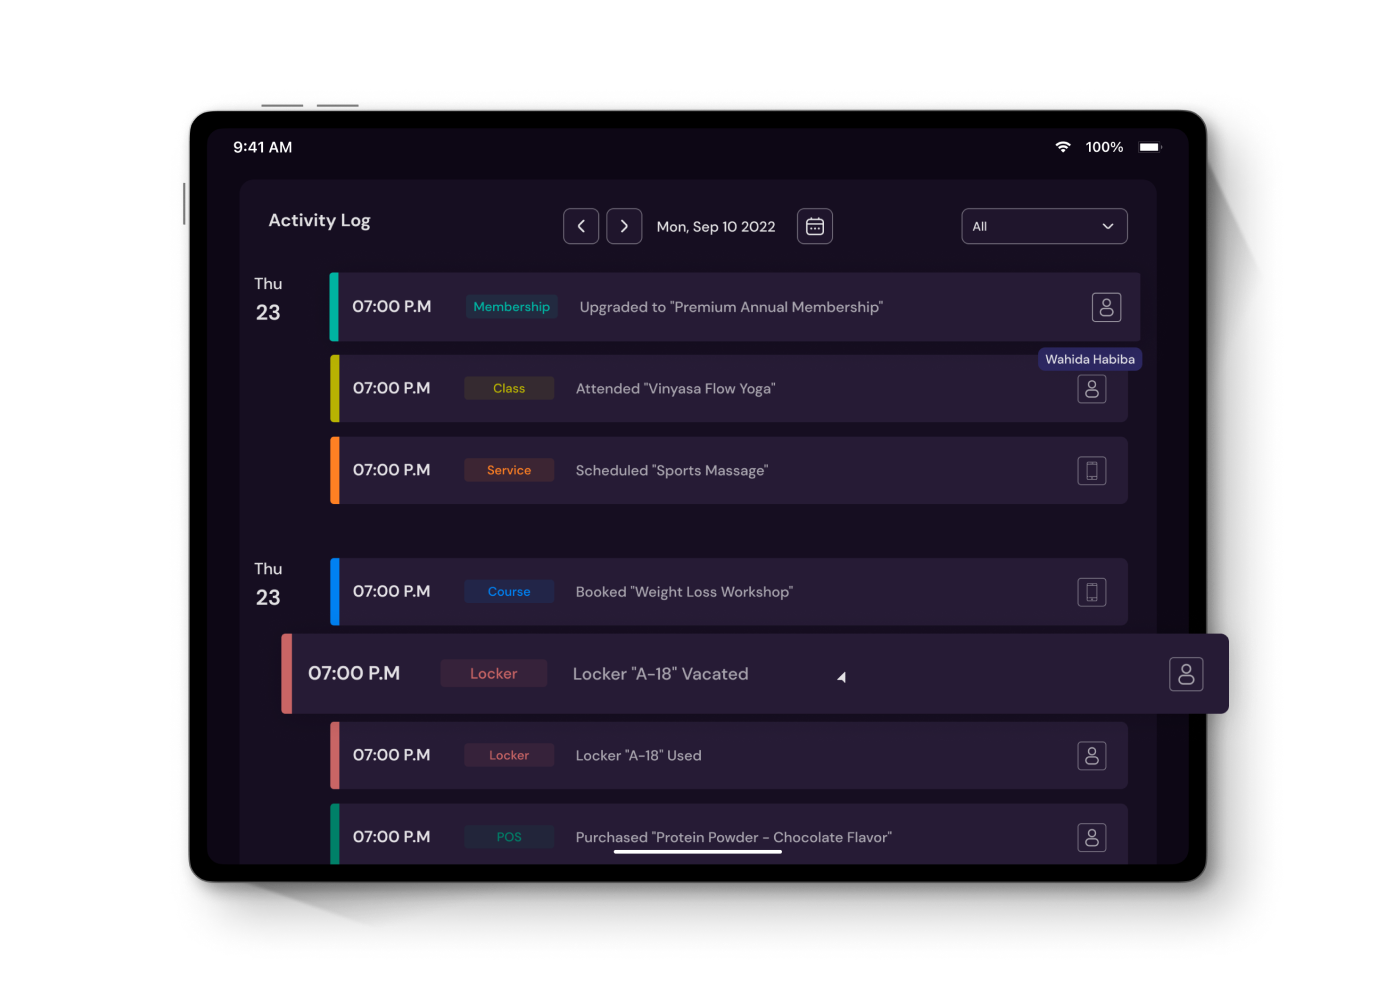 9:41 AM
100%
Activity Log
Mon, Sep 10 2022
All
Thu
23
07:00 P.M Membership Upgraded to "Premium Annual Membership"
Wahida Habiba
07:00 P.M Class Attended "Vinyasa Flow Yoga"
07:00 P.M Service Scheduled "Sports Massage"
Thu
23
07:00 P.M Course Booked "Weight Loss Workshop"
07:00 P.M Locker Locker "A-18" Vacated
07:00 P.M Locker Locker "A-18" Used
07:00 P.M POS Purchased "Protein Powder - Chocolate Flavor"